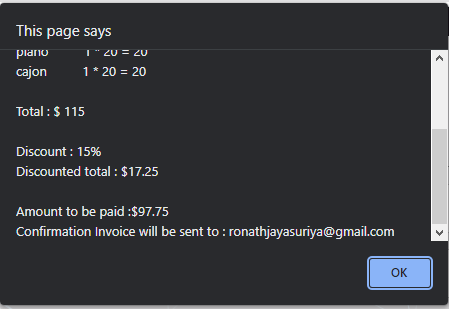 This page says
piano 1 * 20 = 20
cajon 1 * 20 = 20
Total : $ 115
Discount : 15%
Discounted total : $17.25
Amount to be paid :$97.75
Confirmation Invoice will be sent to : ronathjayasuriya@gmail.com
OK